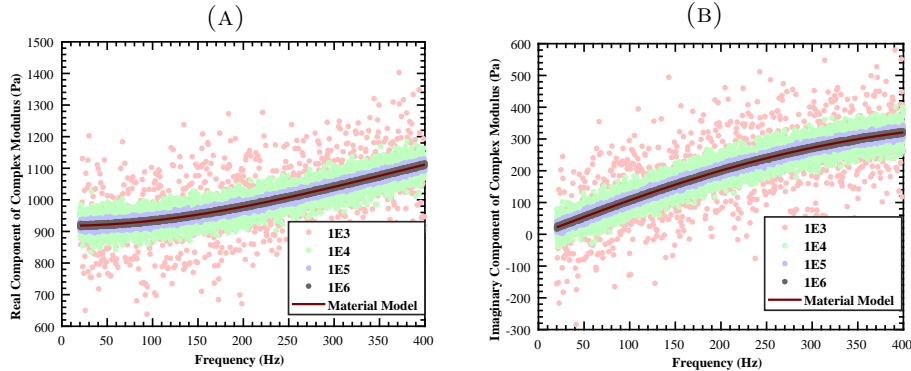 (A)
1500
1400
1300
1200
1100
1000
900
800
700
600
Real Component of Complex Modulus (Pa)
0 50 100 150 200 250 300 350 400
Frequency (Hz)
1E3
1E4
1E5
1E6
Material Model
(B)
600
500
400
300
200
100
0
-100
-200
-300
Imaginary Component of Complex Modulus (Pa)
0 50 100 150 200 250 300 350 400
Frequency (Hz)
1E3
1E4
1E5
1E6
Material Model